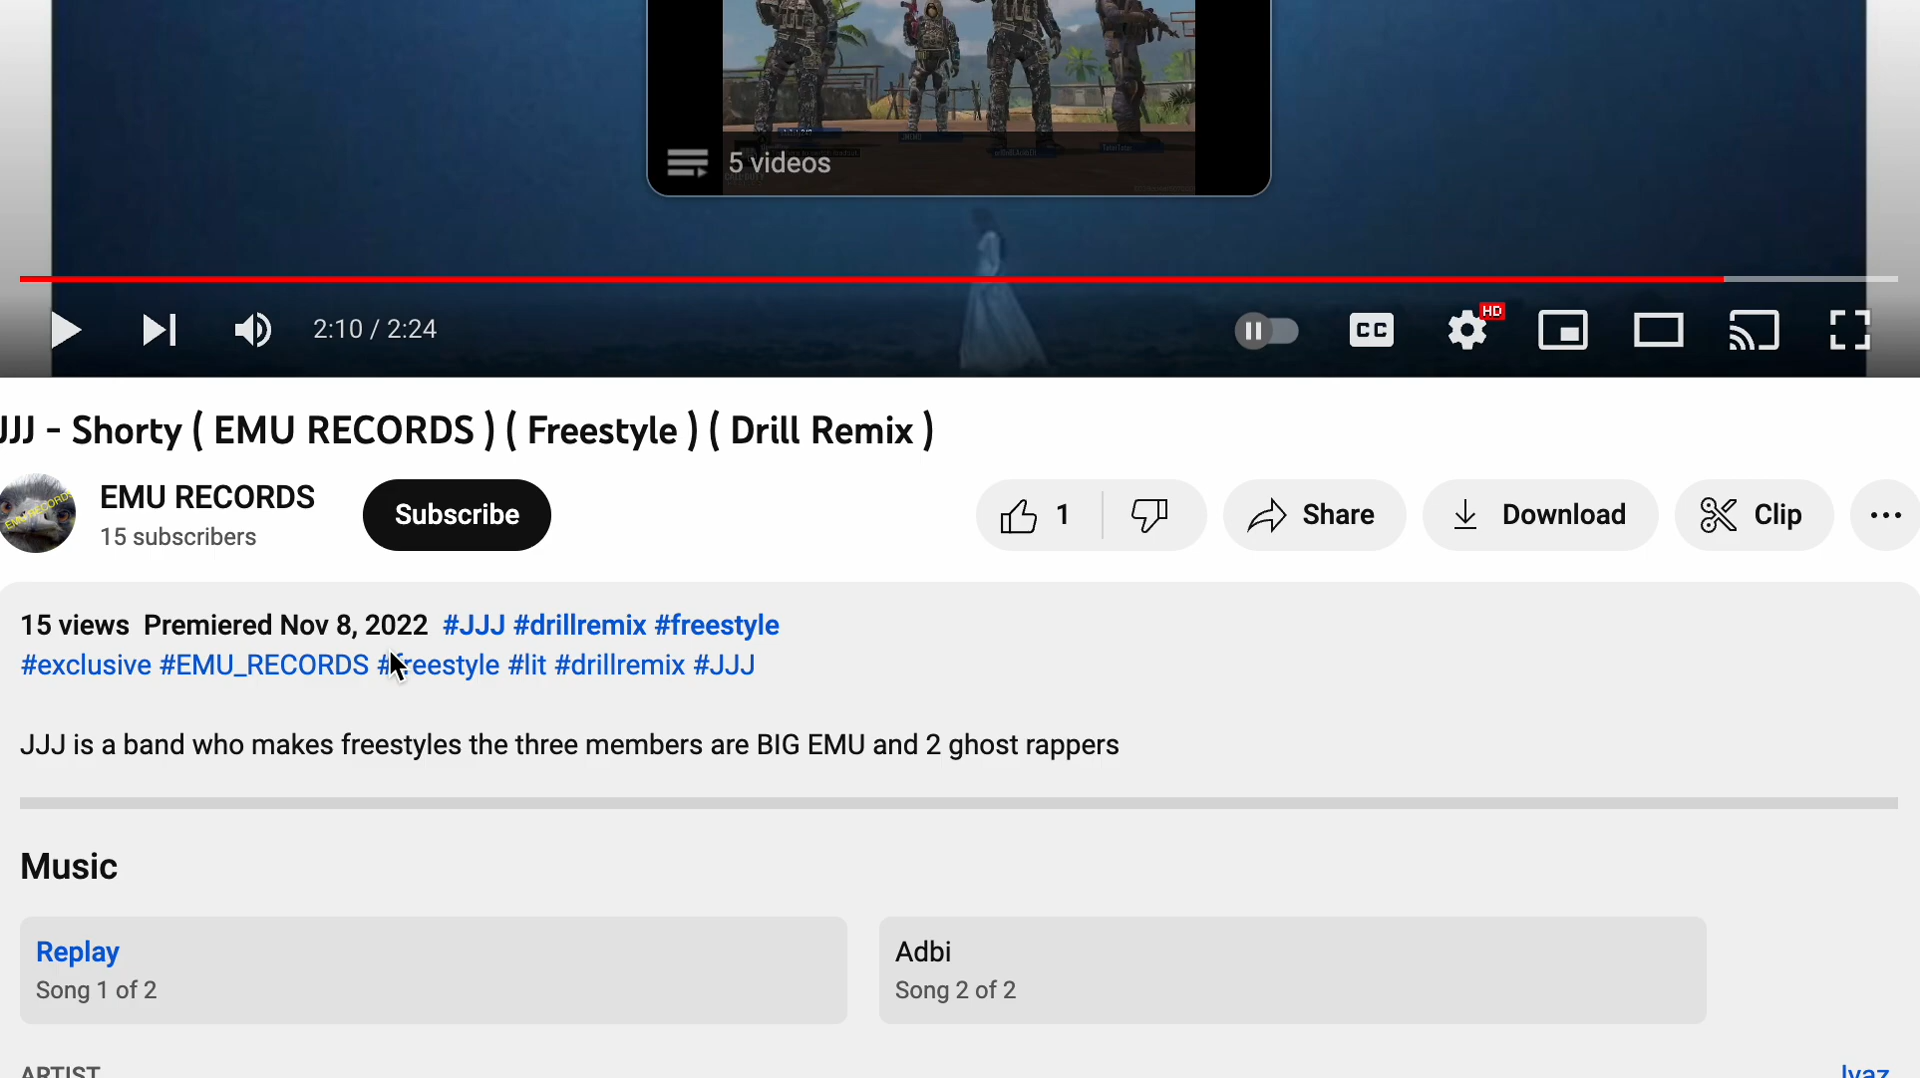 5 videos
HD
2:10 / 2:24
CC
JJJ - Shorty ( EMU RECORDS ) ( Freestyle ) ( Drill Remix )
EMU RECORDS
15 subscribers
Subscribe
1
Share
Download
Clip
15 views Premiered Nov 8, 2022 #JJJ #drillremix #freestyle
#exclusive #EMU_RECORDS #freestyle #lit #drillremix #JJJ
JJJ is a band who makes freestyles the three members are BIG EMU and 2 ghost rappers
Music
Replay
Song 1 of 2
Adbi
Song 2 of 2
ARTIST
Iyaz